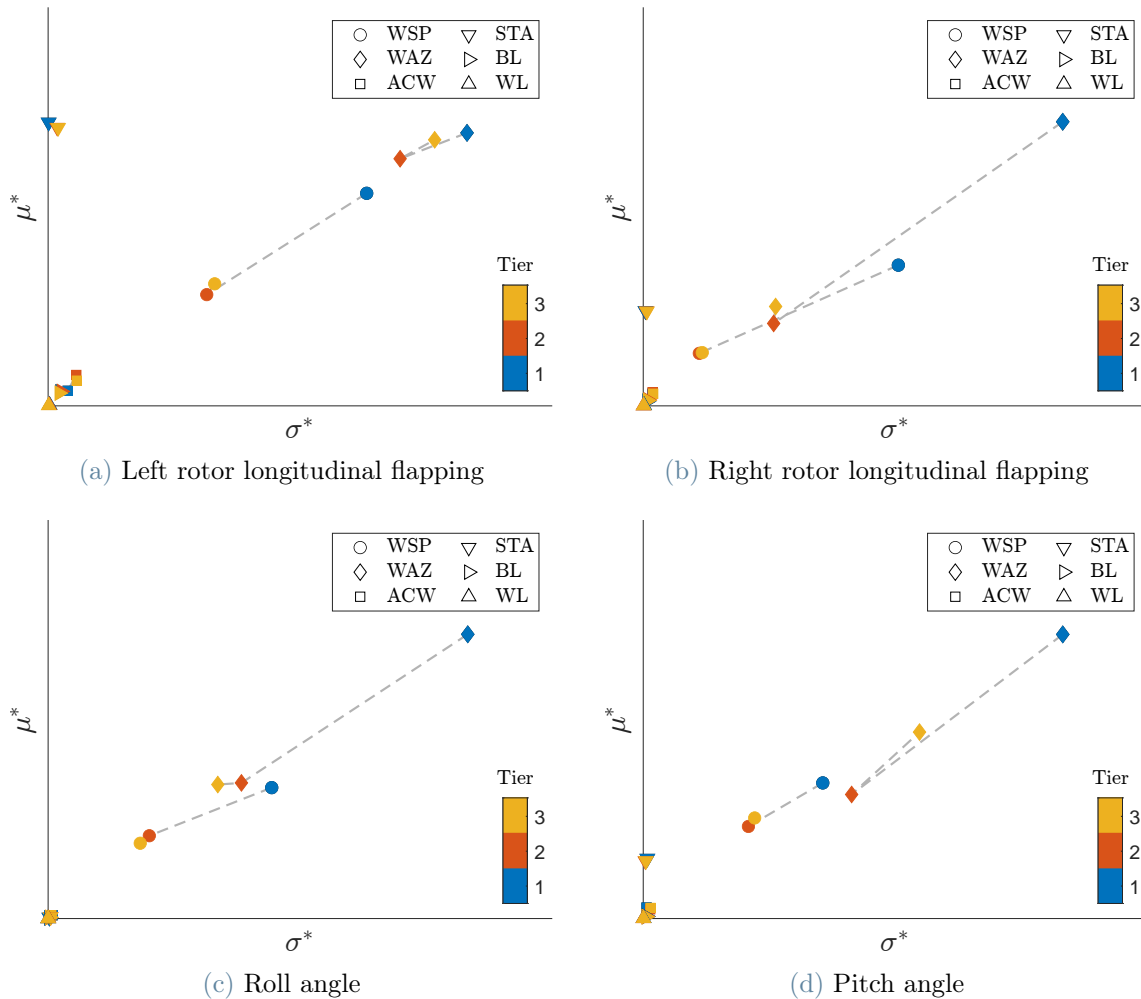 WSP STA
WAZ BL
ACW WL
μ*
Tier
3
2
1
σ*
(a) Left rotor longitudinal flapping
WSP STA
WAZ BL
ACW WL
μ*
Tier
3
2
1
σ*
(b) Right rotor longitudinal flapping
WSP STA
WAZ BL
ACW WL
μ*
Tier
3
2
1
σ*
(c) Roll angle
WSP STA
WAZ BL
ACW WL
μ*
Tier
3
2
1
σ*
(d) Pitch angle